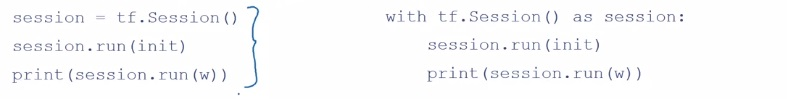 session = tf.Session()
session.run(init)
print(session.run(w))
with tf.Session() as session:
    session.run(init)
    print(session.run(w))